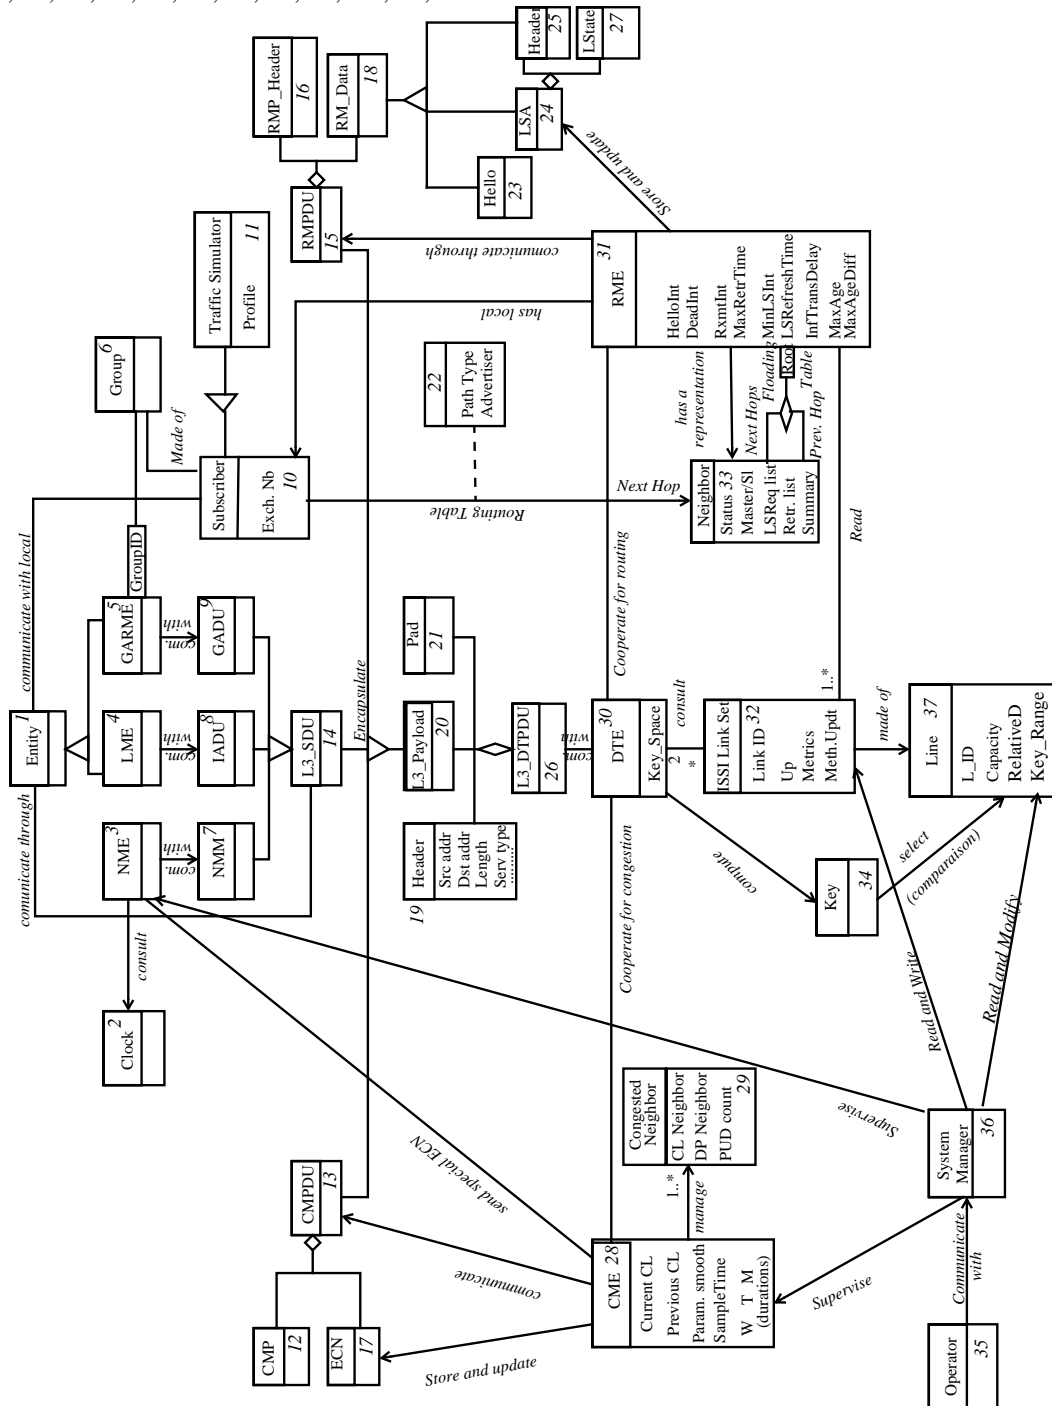 Entity
1
Clock
2
NME
3
LME
4
GARME
5
GroupID
Group
6
NMM
7
IADU
8
GADU
9
Subscriber
Exch. Nb
10
Traffic Simulator
Profile
11
CMP
12
CMPDU
13
L3_SDU
14
RMPDU
15
RMP_Header
16
ECN
17
RM_Data
18
Header
Src addr
Dst addr
Length
Serv type
.........
19
L3_Payload
20
Pad
21
22
Path Type
Advertiser
Hello
23
LSA
24
Header
25
LState
27
L3_DTPDU
26
CME 28
Current CL
Previous CL
Param. smooth
SampleTime
W T M
(durations)
Congested
Neighbor
CL Neighbor
DP Neighbor
PUD count
29
DTE
30
Key_Space
RME
31
HelloInt
DeadInt
RxmtInt
MaxRetrTime
MinLSInt
LSRefreshTime
InfTransDelay
MaxAge
MaxAgeDiff
Root
ISSI Link Set
Link ID
32
Up
Metrics
Meth.Updt
Neighbor
Status 33
Master/Sl
LSReq list
Retr. list
Summary
Key
34
Operator
35
System
Manager
36
Line
37
L_ID
Capacity
RelativeD
Key_Range
comunicate through
communicate with local
consult
com.
with
com.
with
com.
with
Made of
Encapsulate
has local
comunicate through
Store and update
Routing Table
Next Hop
has a
representation
Next Hops
Floading
Table
Prev. Hop
Read
Cooperate for routing
com.
with
consult
2
*
1..*
made of
Cooperate for congestion
compute
select
(comparaison)
Read and Write
Read and Modify
Supervise
send special ECN
communicate
Store and update
1..*
manage
Supervise
Communicate
with